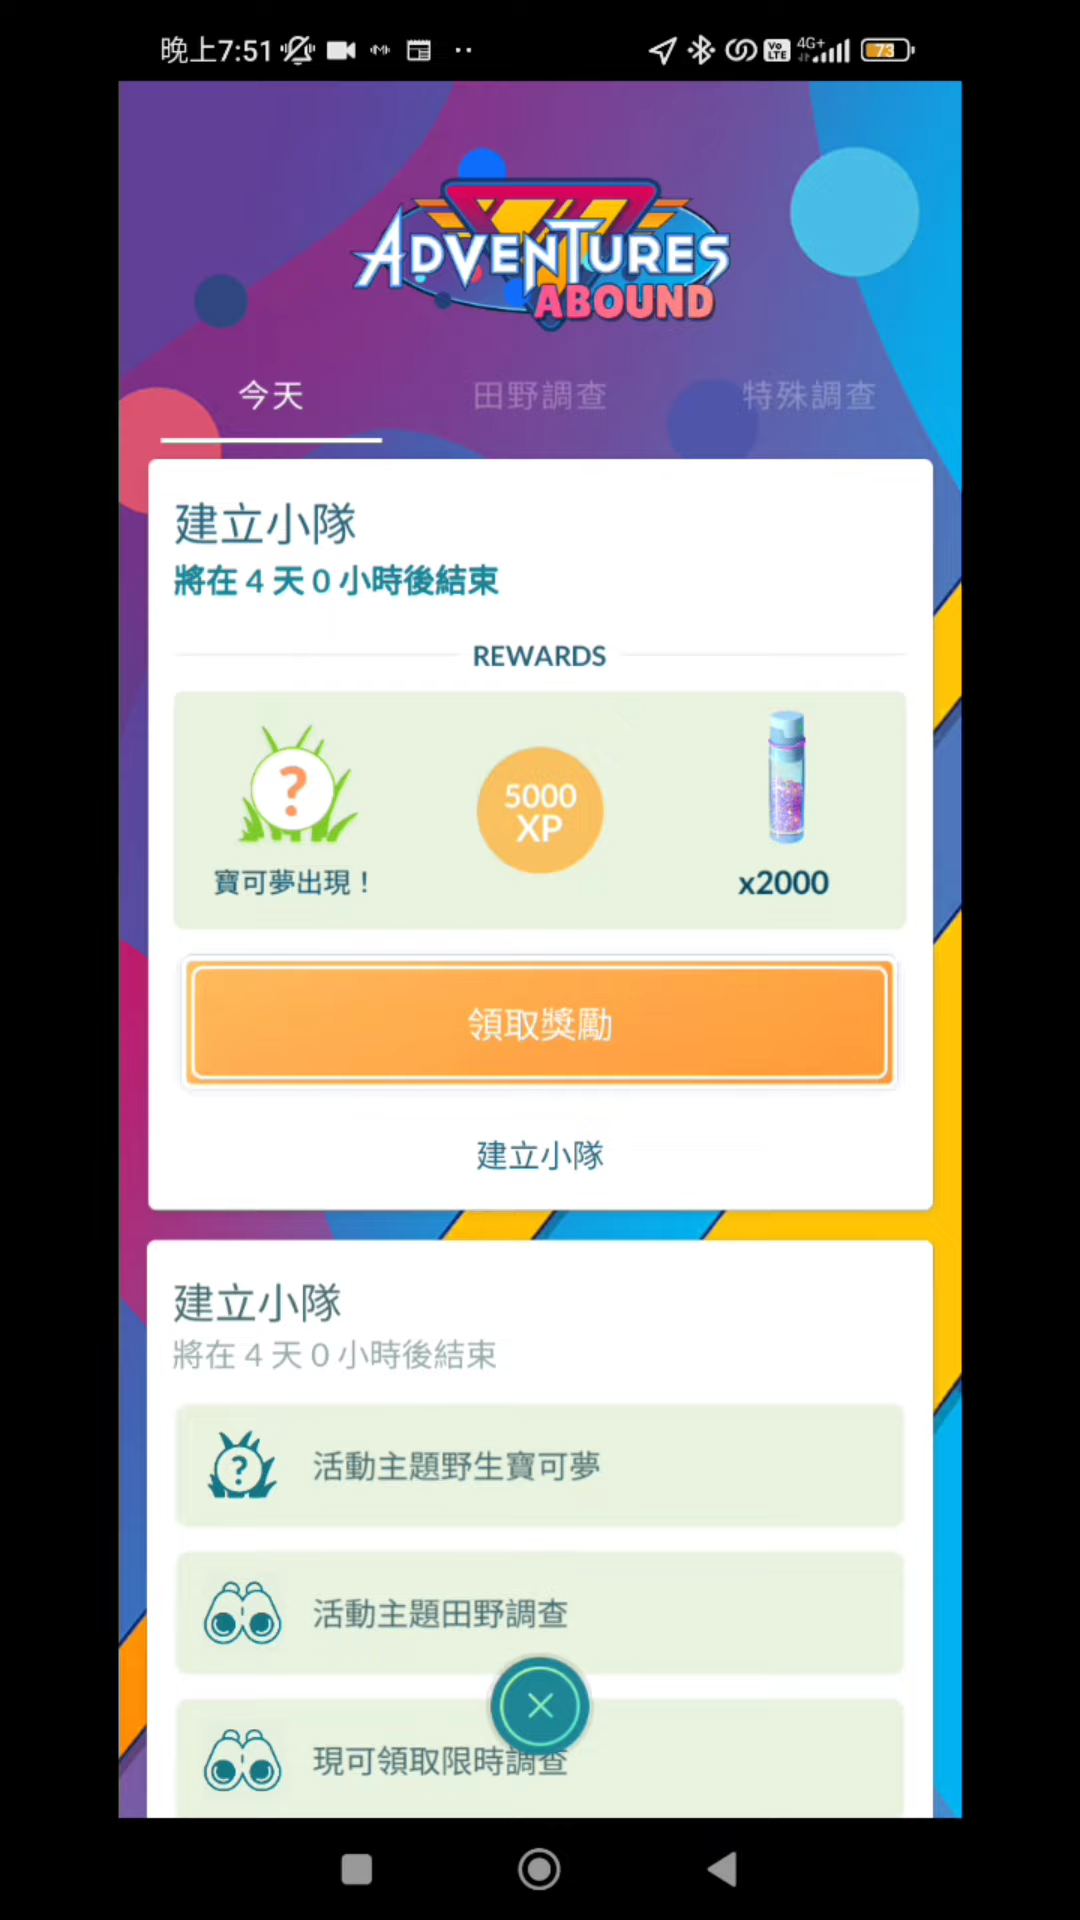 晚上7:51
Vo LTE
4G+
73
ADVENTURES
ABOUND
今天
田野調查
特殊調查
建立小隊
將在 4 天 0 小時後結束
REWARDS
?
5000
XP
寶可夢出現！
x2000
領取獎勵
建立小隊
建立小隊
將在 4 天 0 小時後結束
?
活動主題野生寶可夢
活動主題田野調查
現可領取限時調查